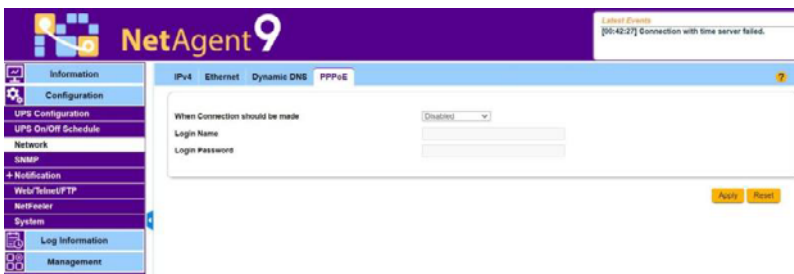 NetAgent 9
Latest Events
[00:42:27] Connection with time server failed.
Information
Configuration
UPS Configuration
UPS On/Off Schedule
Network
SNMP
+ Notification
Web/Telnet/FTP
NetFeeler
System
Log Information
Management
IPv4 Ethernet Dynamic DNS PPPoE
?
When Connection should be made Disabled
Login Name
Login Password
Apply Reset